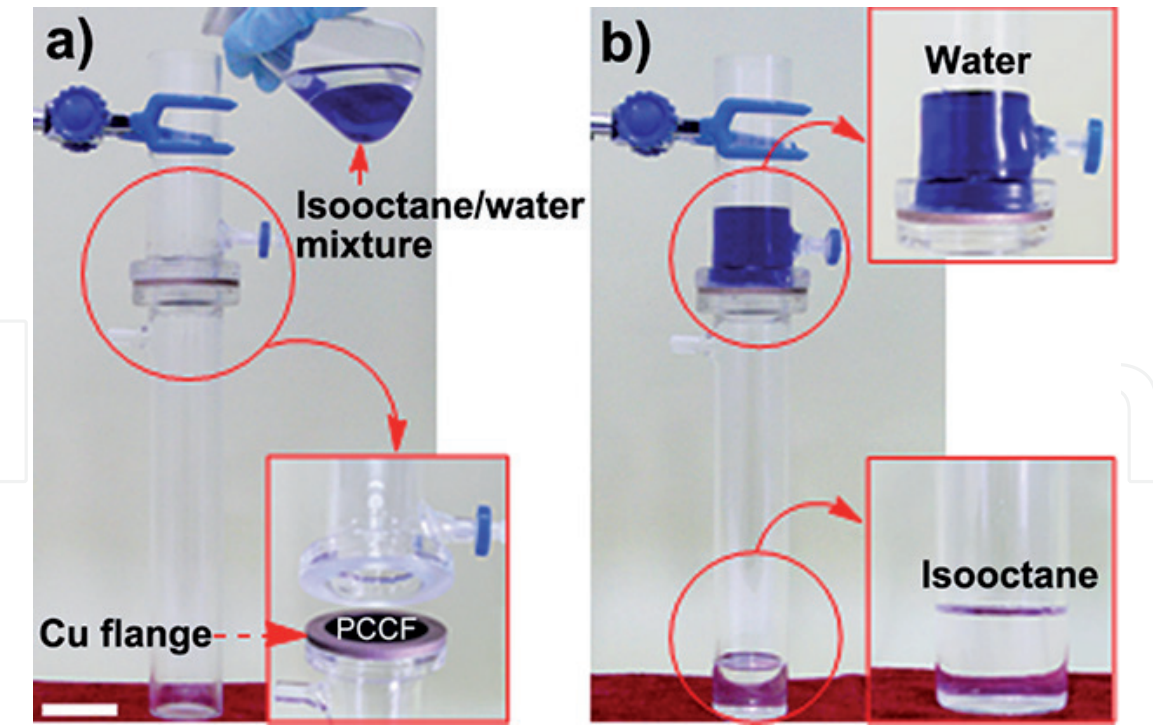 a)
Isooctane/water
mixture
Cu flange
PCCF
b)
Water
Isooctane